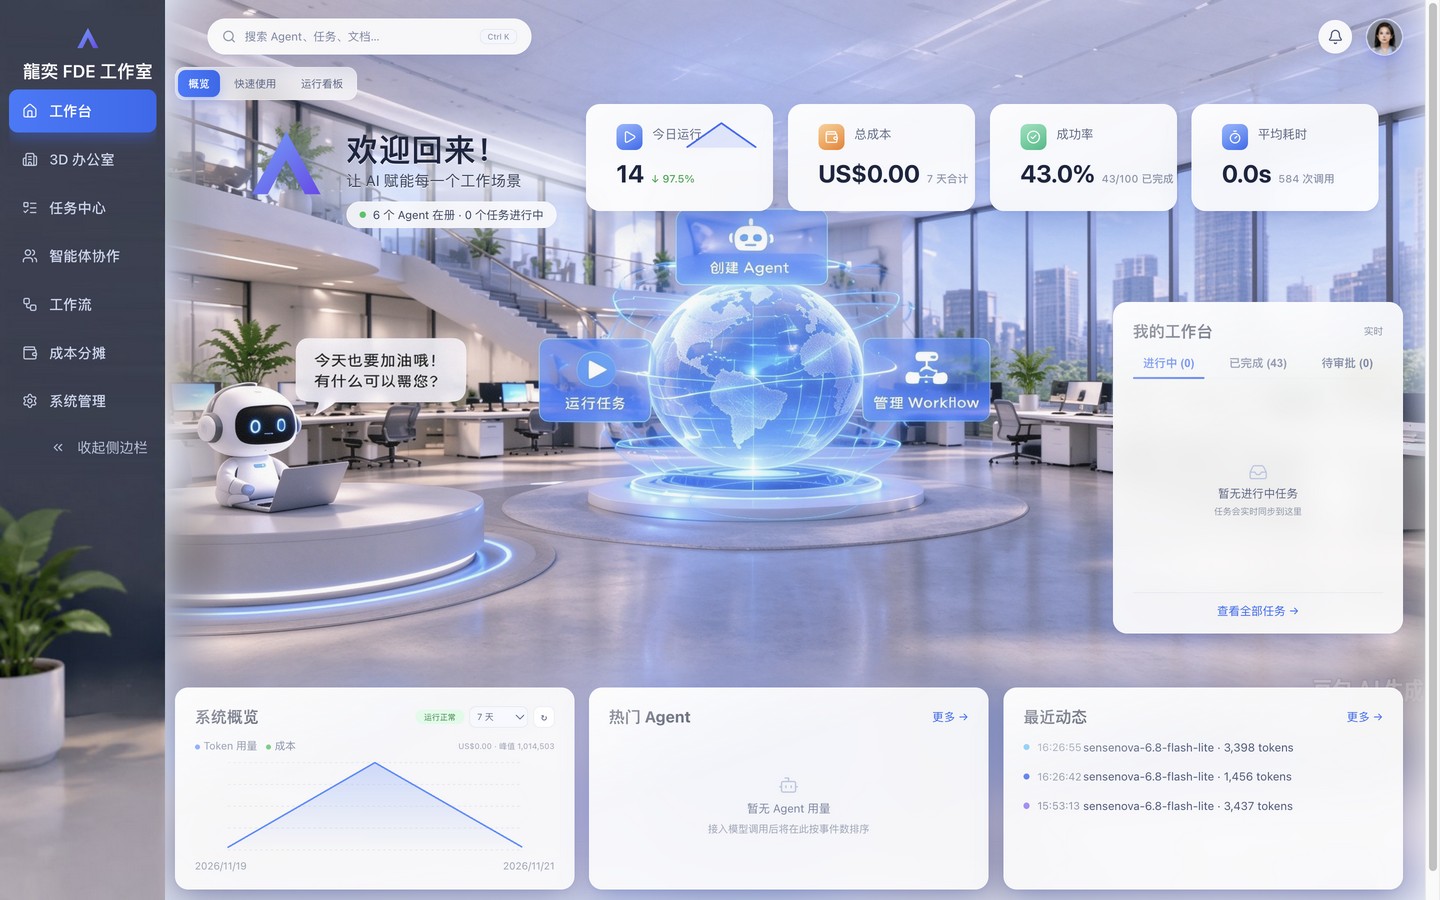 龍奕 FDE 工作室
工作台
3D 办公室
任务中心
智能体协作
工作流
成本分摊
系统管理
« 收起侧边栏
搜索 Agent、任务、文档...
Ctrl K
概览 快速使用 运行看板
欢迎回来！
让 AI 赋能每一个工作场景
6 个 Agent 在册 · 0 个任务进行中
今日运行
14 ↓ 97.5%
总成本
US$0.00 7 天合计
成功率
43.0% 43/100 已完成
平均耗时
0.0s 584 次调用
创建 Agent
运行任务
管理 Workflow
今天也要加油哦！
有什么可以帮您？
我的工作台
实时
进行中 (0) 已完成 (43) 待审批 (0)
暂无进行中任务
任务会实时同步到这里
查看全部任务 →
豆包 AI 生成
系统概览
运行正常
7 天
↻
Token 用量 成本
US$0.00 · 峰值 1,014,503
2026/11/19
2026/11/21
热门 Agent
更多 →
暂无 Agent 用量
接入模型调用后将在此按事件数排序
最近动态
更多 →
16:26:55 sensenova-6.8-flash-lite · 3,398 tokens
16:26:42 sensenova-6.8-flash-lite · 1,456 tokens
15:53:13 sensenova-6.8-flash-lite · 3,437 tokens